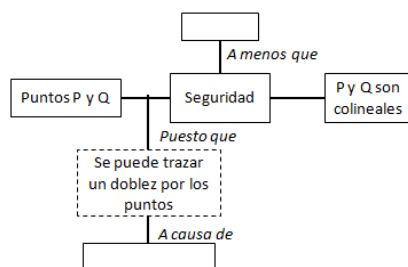 A menos que
Puntos P y Q
Seguridad
P y Q son
colineales
Puesto que
Se puede trazar
un doblez por los
puntos
A causa de